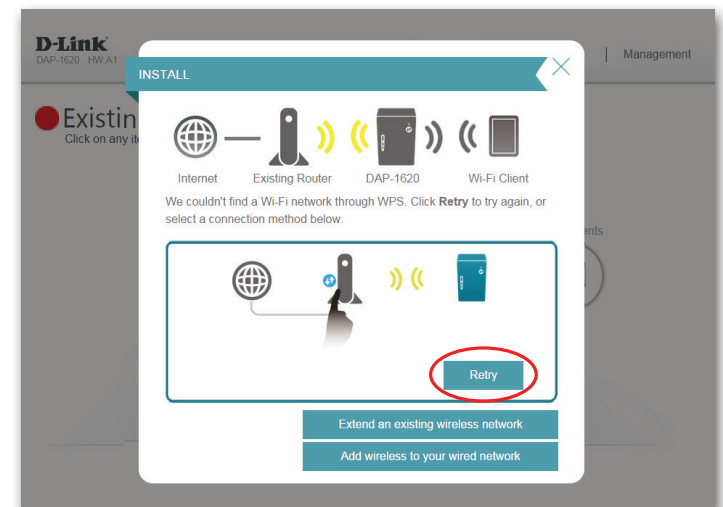 D-Link
DAP-1620 HW:A1
Management
INSTALL
Existin
Click on any it
Internet
Existing Router
DAP-1620
Wi-Fi Client
We couldn't find a Wi-Fi network through WPS. Click Retry to try again, or
select a connection method below.
ents
Retry
Extend an existing wireless network
Add wireless to your wired network